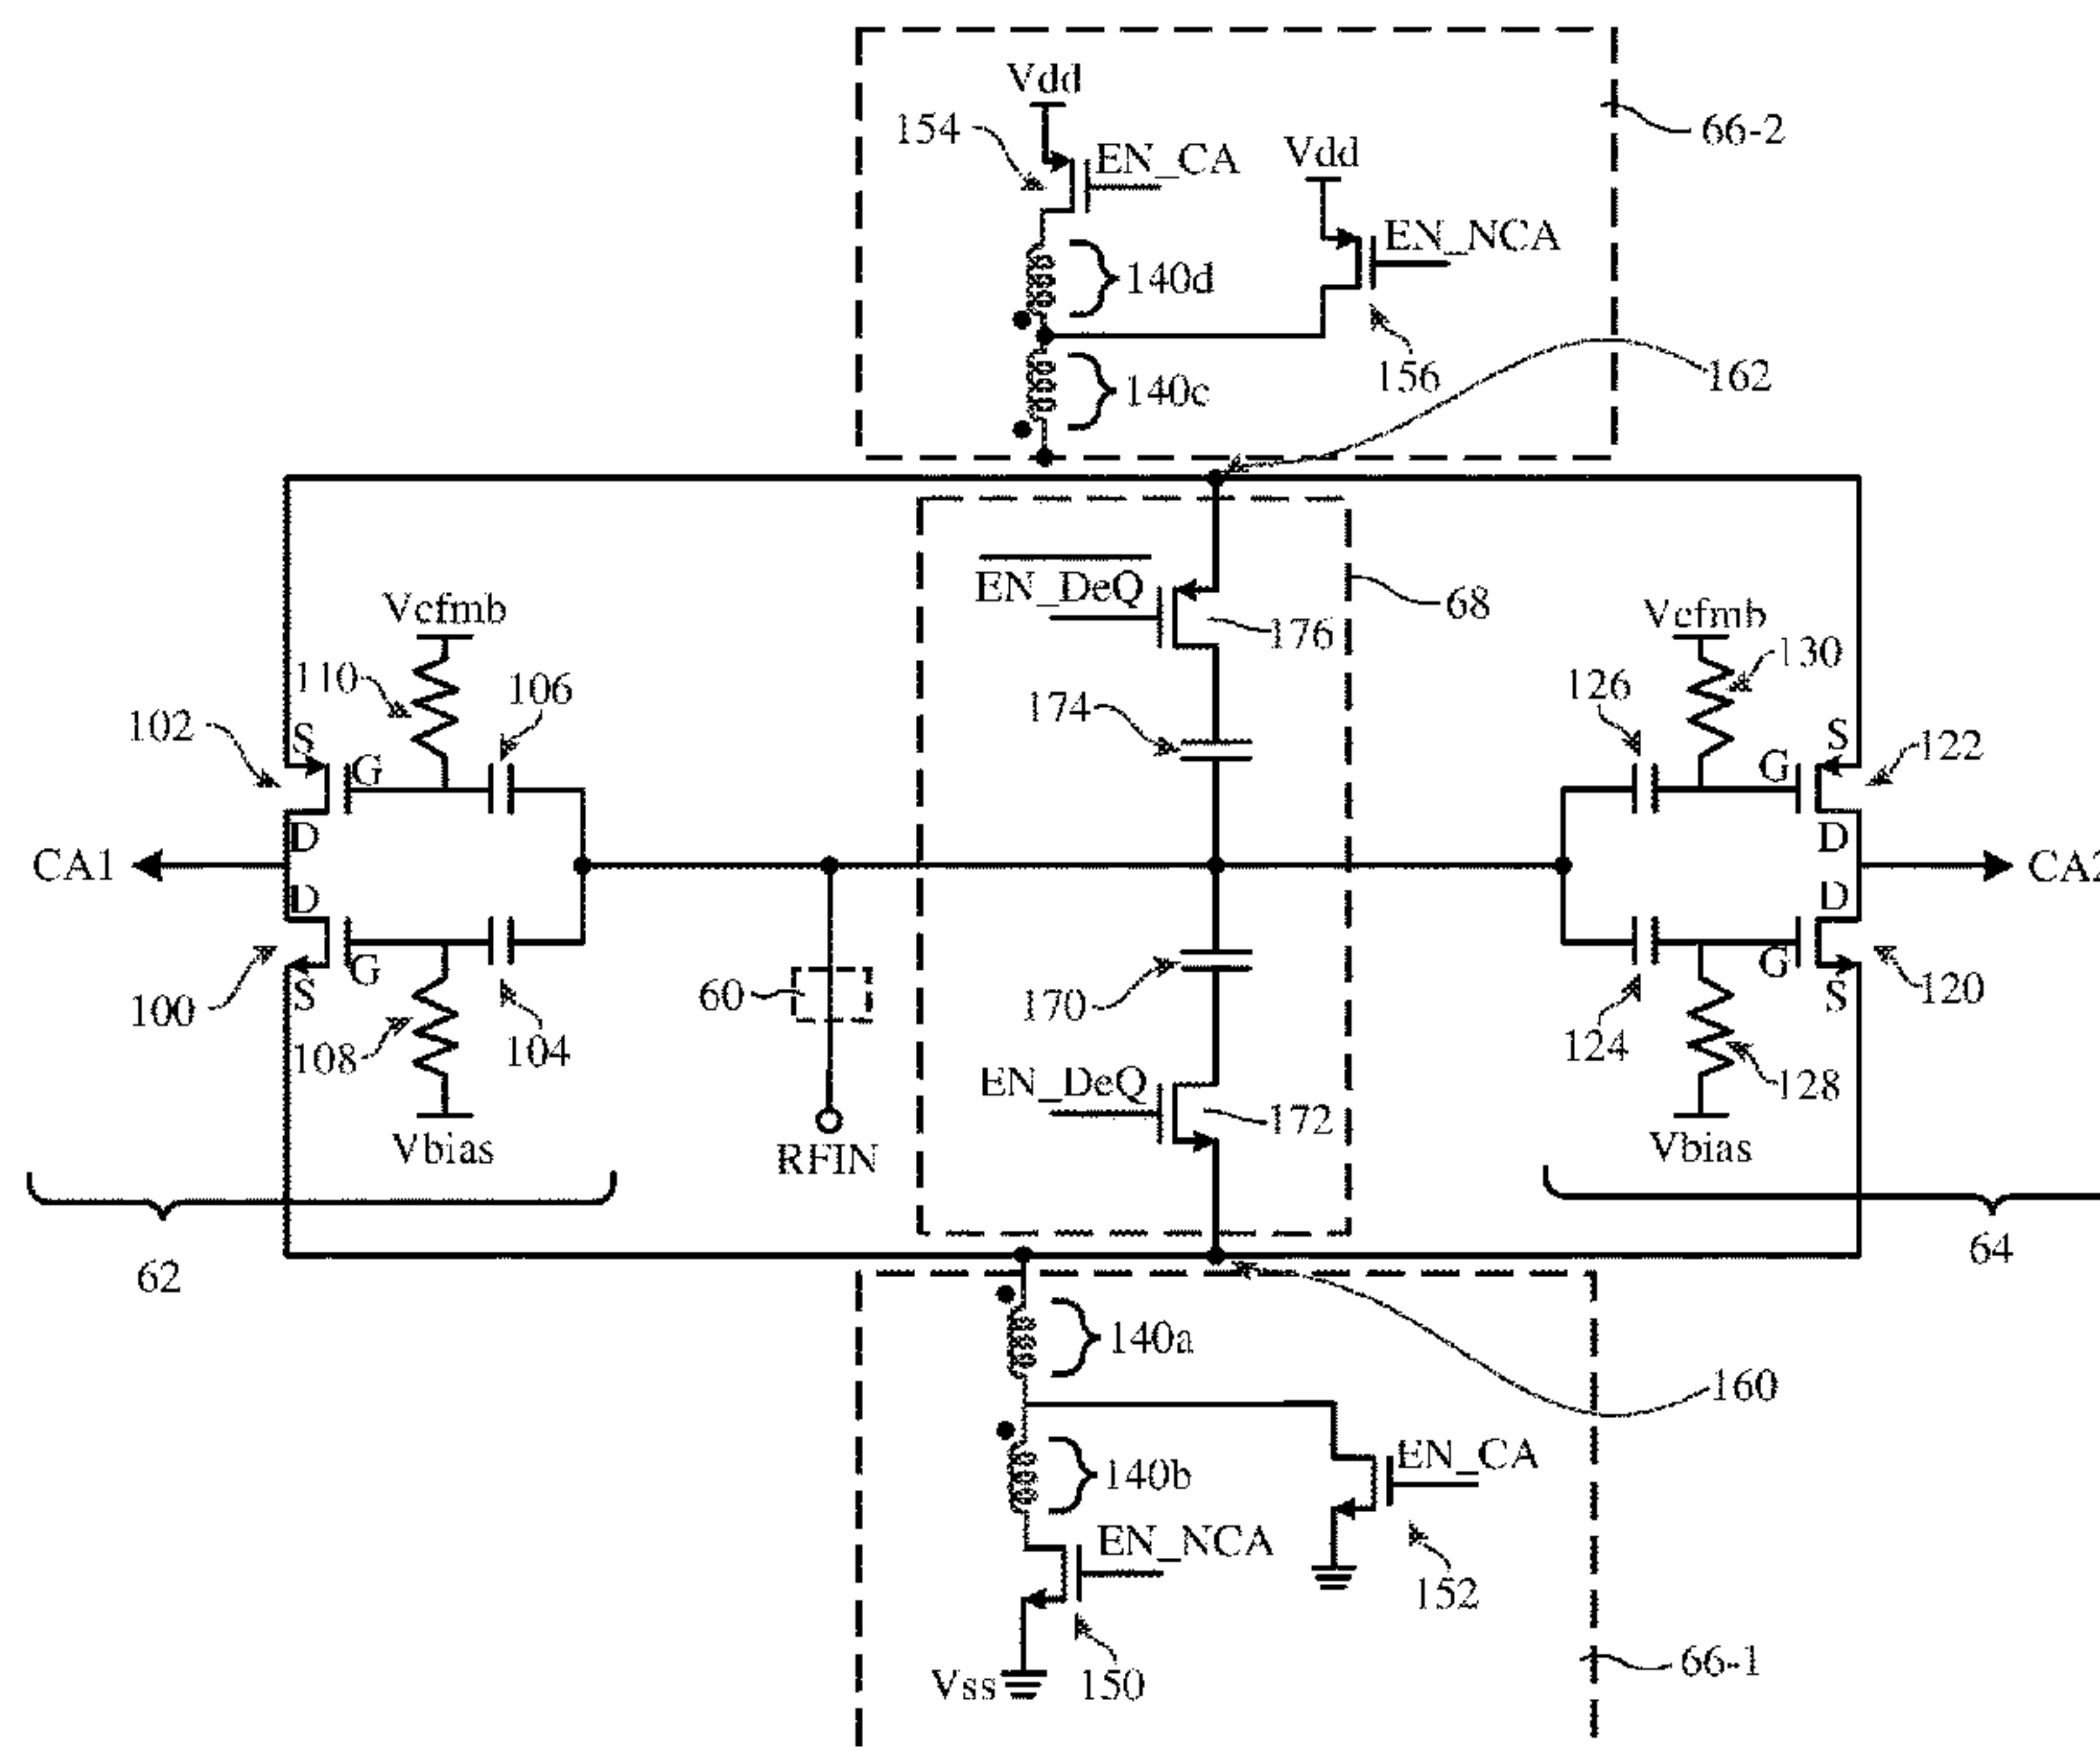 Vdd
154
EN_CA
Vdd
66-2
EN_NCA
140d
156
162
140c
EN_DeQ
68
Vcfmb
Vcfmb
176
110
106
126
130
102
S
174
S
122
G
G
D
D
CA1
CA2
D
D
G
G
100
S
60
170
S
120
108
104
124
EN_DeQ
128
Vbias
RFIN
172
Vbias
62
64
140a
160
140b
EN_CA
EN_NCA
152
Vss
150
66-1